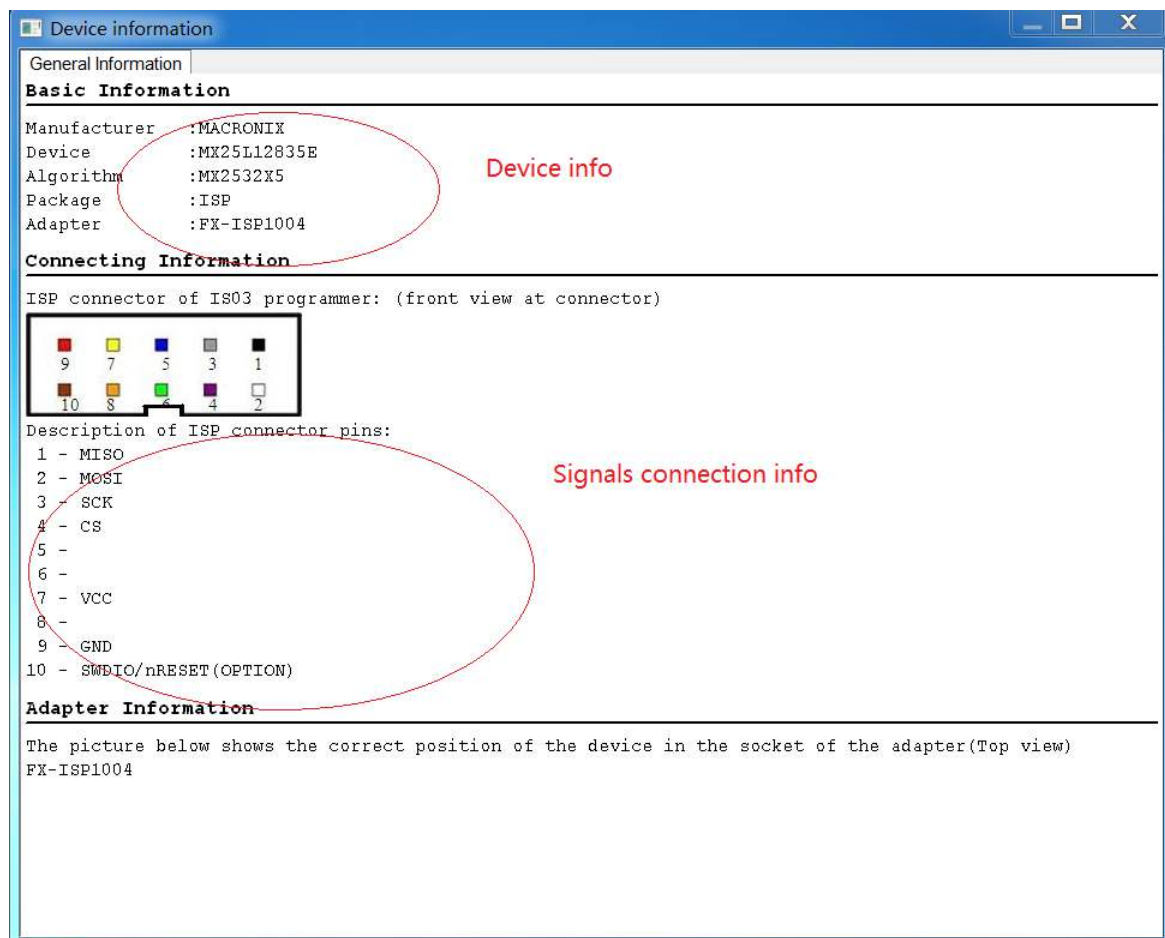 Device information
General Information
Basic Information
Manufacturer :MACRONIX
Device :MX25L12835E
Algorithm :MX2532X5
Package :ISP
Adapter :FX-ISP1004
Device info
Connecting Information
ISP connector of IS03 programmer: (front view at connector)
9 7 5 3 1
10 8 6 4 2
Description of ISP connector pins:
1 - MISO
2 - MOSI
3 - SCK
4 - CS
5 -
6 -
7 - VCC
8 -
9 - GND
10 - SWDIO/nRESET(OPTION)
Signals connection info
Adapter Information
The picture below shows the correct position of the device in the socket of the adapter(Top view)
FX-ISP1004